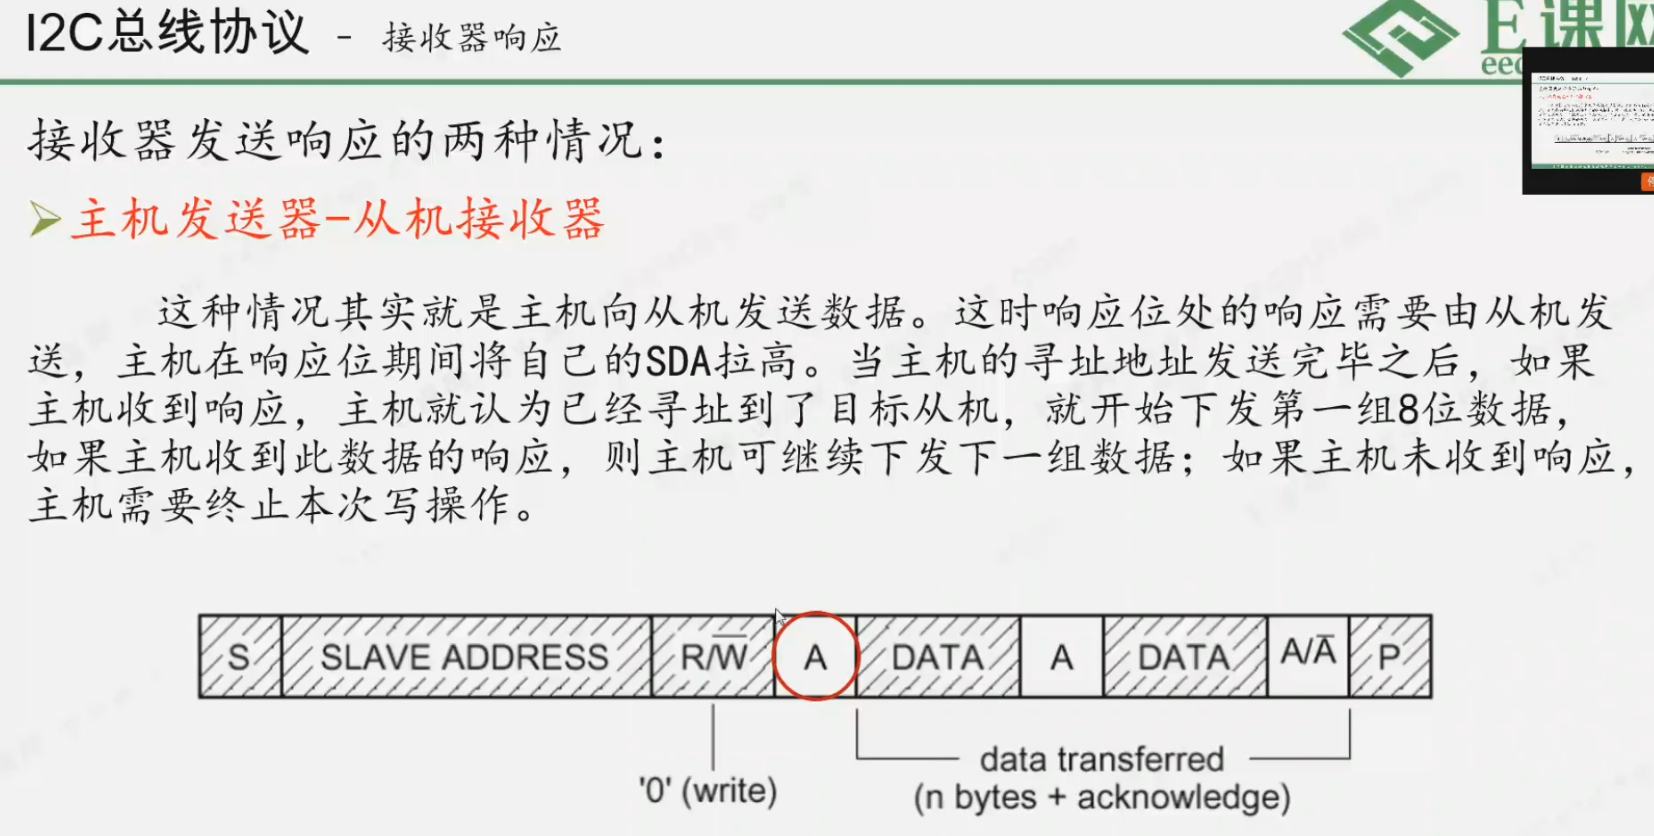 I2C总线协议 - 接收器响应
E课网
接收器发送响应的两种情况：
主机发送器-从机接收器
这种情况其实就是主机向从机发送数据。这时响应位处的响应需要由从机发
送，主机在响应位期间将自己的SDA拉高。当主机的寻址地址发送完毕之后，如果
主机收到响应，主机就认为已经寻址到了目标从机，就开始下发第一组8位数据，
如果主机收到此数据的响应，则主机可继续下发下一组数据；如果主机未收到响应，
主机需要终止本次写操作。
S SLAVE ADDRESS R/W̅ A DATA A DATA A/A̅ P
'0' (write)
data transferred
(n bytes + acknowledge)